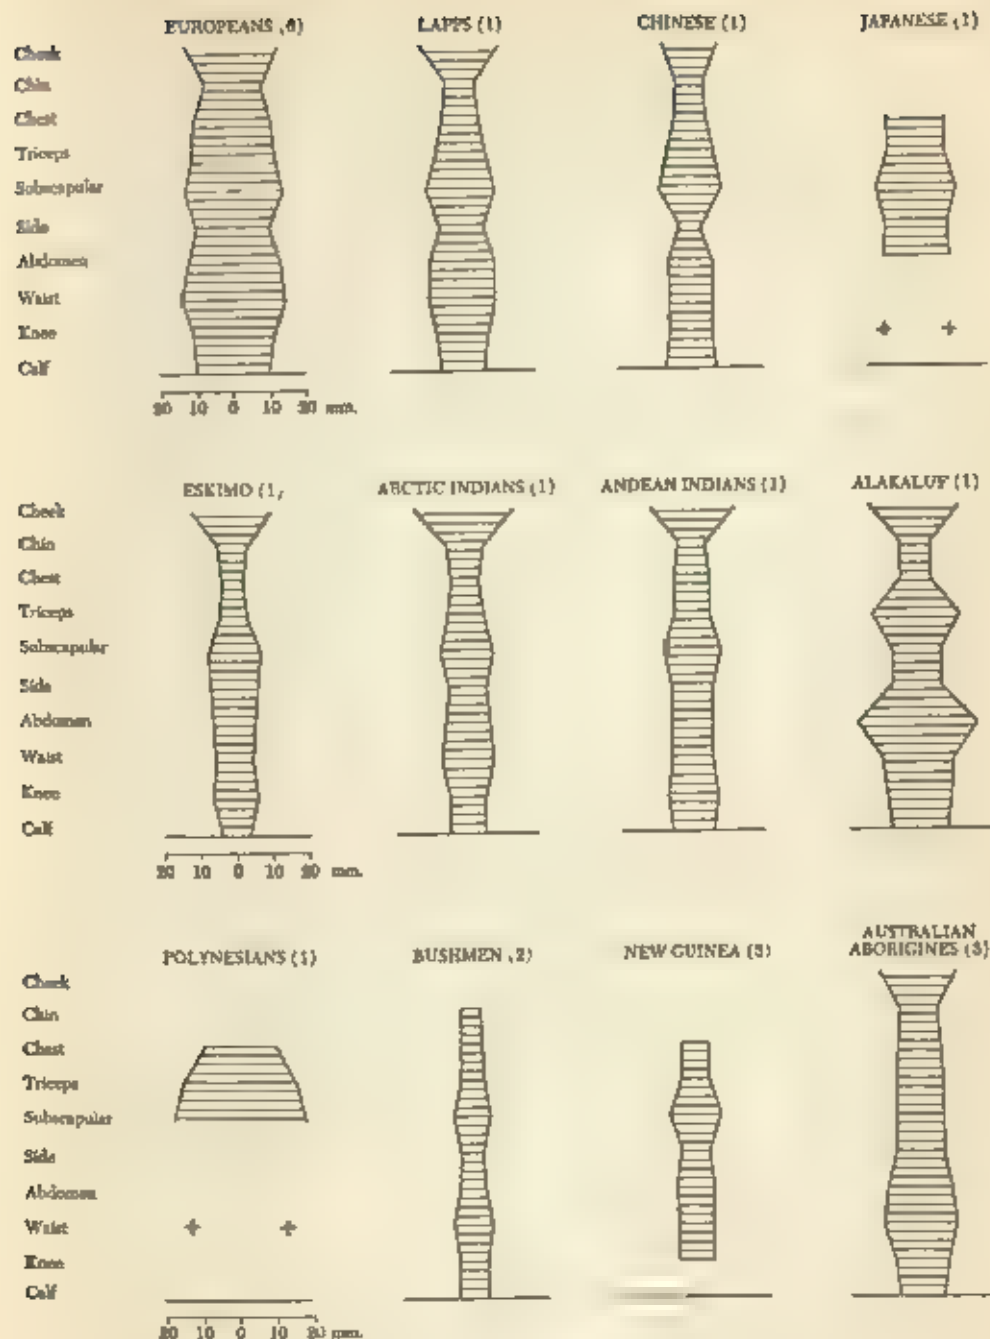 EUROPEANS (6) LAPPS (1) CHINESE (1) JAPANESE (1)
Cheek
Chin
Chest
Triceps
Subscapular
Side
Abdomen
Waist
Knee
Calf
20 10 0 10 20 mm.
ESKIMO (1) ARCTIC INDIANS (1) ANDEAN INDIANS (1) ALAKALUF (1)
Cheek
Chin
Chest
Triceps
Subscapular
Side
Abdomen
Waist
Knee
Calf
20 10 0 10 20 mm.
AUSTRALIAN
POLYNESIANS (1) BUSHMEN (2) NEW GUINEA (3) ABORIGINES (3)
Cheek
Chin
Chest
Triceps
Subscapular
Side
Abdomen
Waist
Knee
Calf
20 10 0 10 20 mm.